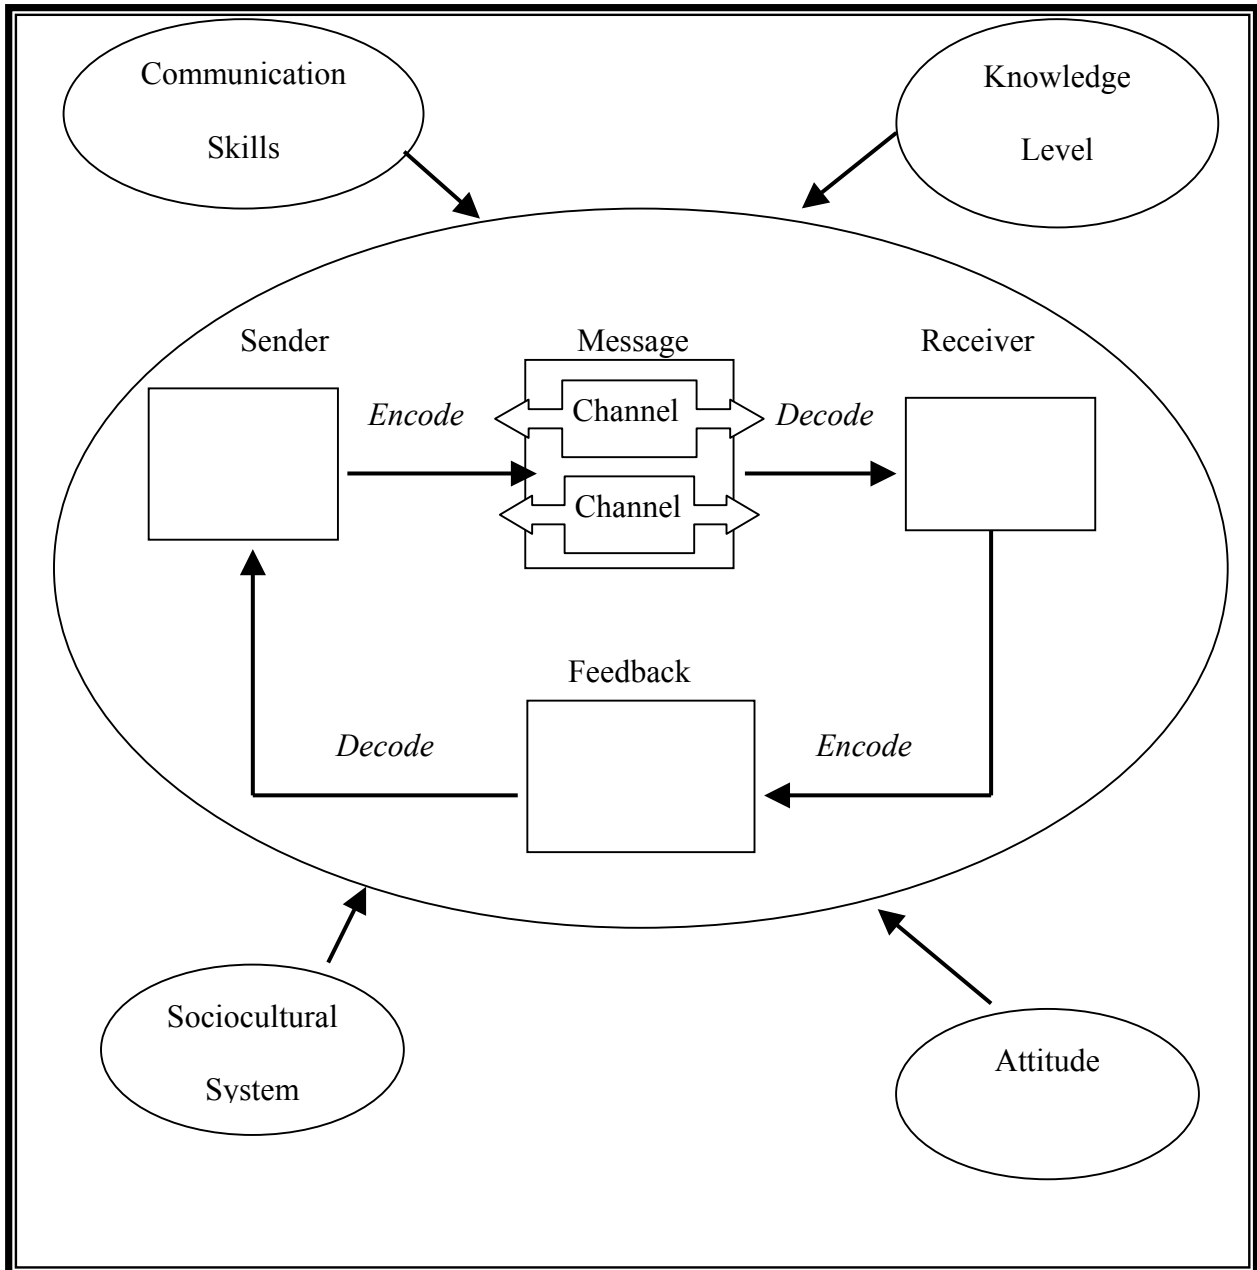 Communication
Skills
Knowledge
Level
Sender
Message
Receiver
Encode
Channel
Decode
Channel
Feedback
Decode
Encode
Sociocultural
System
Attitude